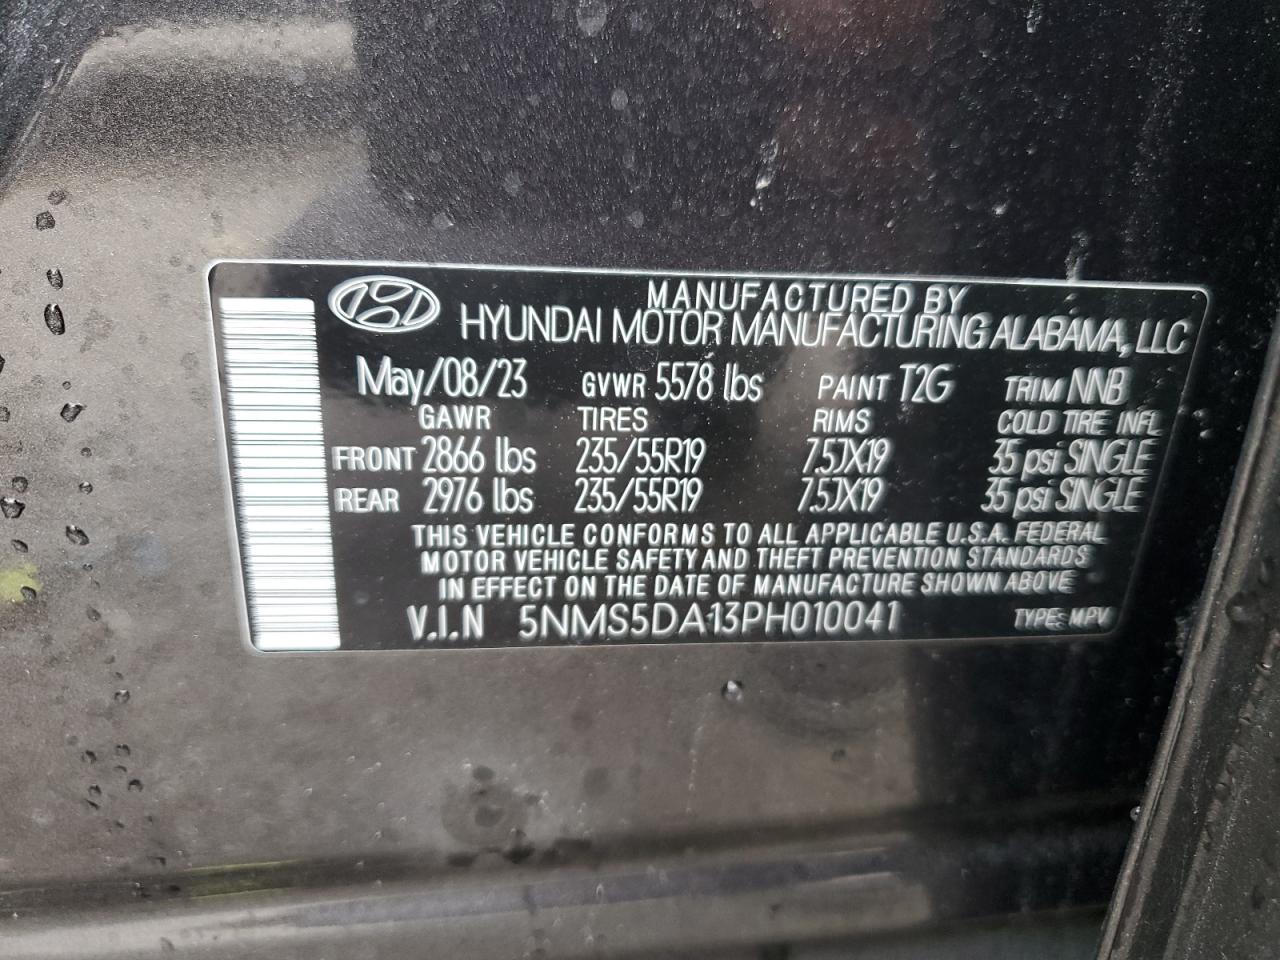 MANUFACTURED BY
HYUNDAI MOTOR MANUFACTURING ALABAMA, LLC
May/08/23 GVWR 5578 lbs PAINT T2G TRIM NNB
GAWR TIRES RIMS COLD TIRE INFL
FRONT 2866 lbs 235/55R19 7.5JX19 35 psi SINGLE
REAR 2976 lbs 235/55R19 7.5JX19 35 psi SINGLE
THIS VEHICLE CONFORMS TO ALL APPLICABLE U.S.A. FEDERAL
MOTOR VEHICLE SAFETY AND THEFT PREVENTION STANDARDS
IN EFFECT ON THE DATE OF MANUFACTURE SHOWN ABOVE
V.I.N 5NMS5DA13PH010041 TYPE: MPV